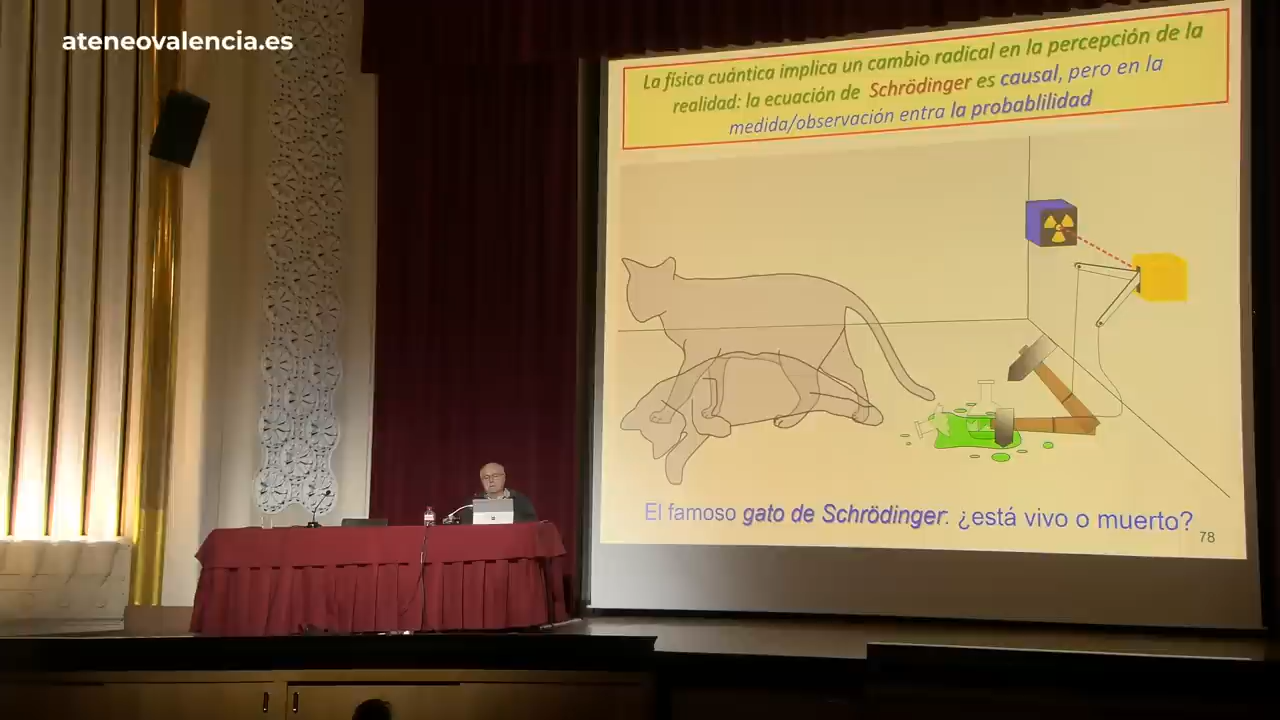 ateneovalencia.es
La física cuántica implica un cambio radical en la percepción de la
realidad: la ecuación de Schrödinger es causal, pero en la
medida/observación entra la probablilidad
El famoso gato de Schrödinger: ¿está vivo o muerto?
78